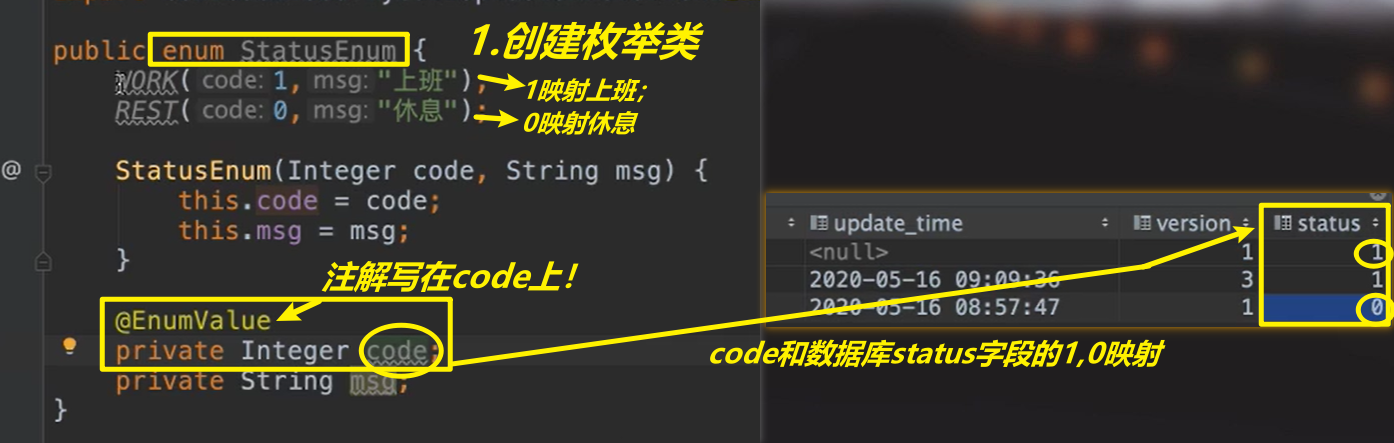 public enum StatusEnum {
1.创建枚举类
WORK( code: 1, msg: "上班"),
1映射上班;
REST( code: 0, msg: "休息");
0映射休息
@
StatusEnum(Integer code, String msg) {
this.code = code;
this.msg = msg;
}
注解写在code上!
@EnumValue
private Integer code;
private String msg;
}
update_time version status
<null> 1 1
2020-05-16 09:09:36 3 1
2020-05-16 08:57:47 1 0
code和数据库status字段的1,0映射